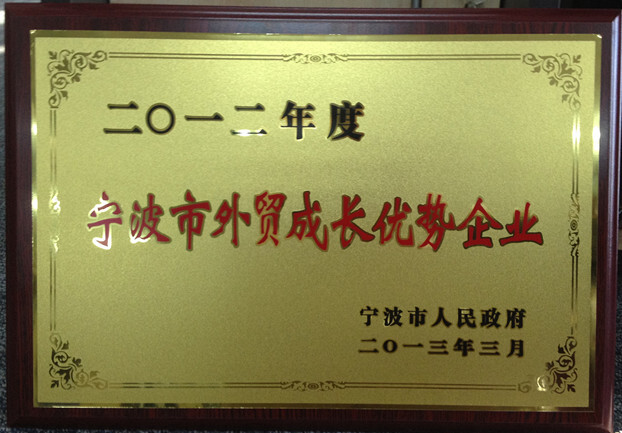 二〇一二年度
宁波市外贸成长优势企业
宁波市人民政府
二〇一三年三月